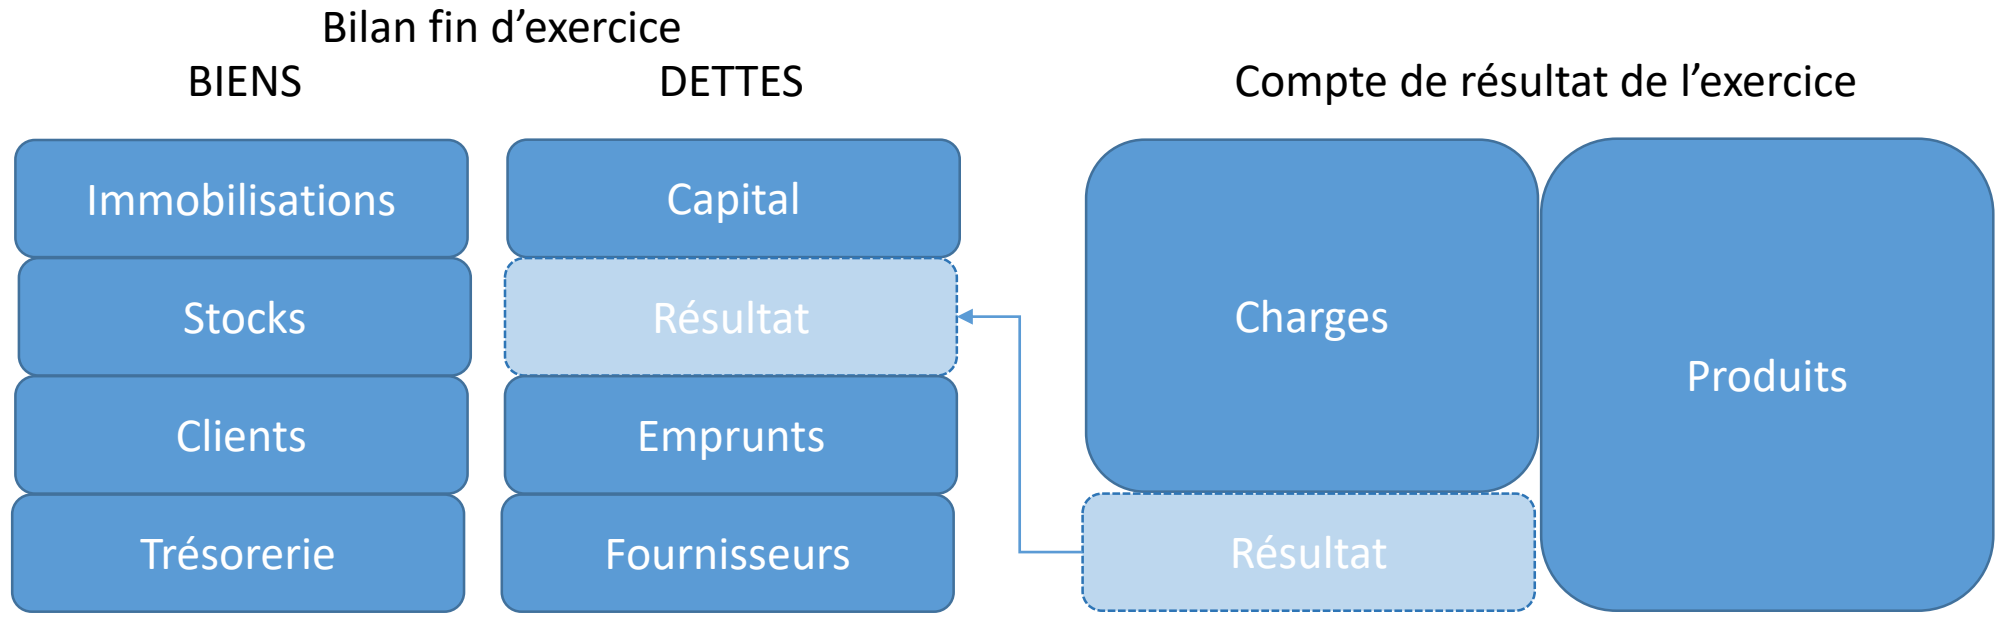 Bilan fin d’exercice
BIENS
DETTES
Compte de résultat de l’exercice
Immobilisations
Stocks
Clients
Trésorerie
Capital
Résultat
Emprunts
Fournisseurs
Charges
Résultat
Produits